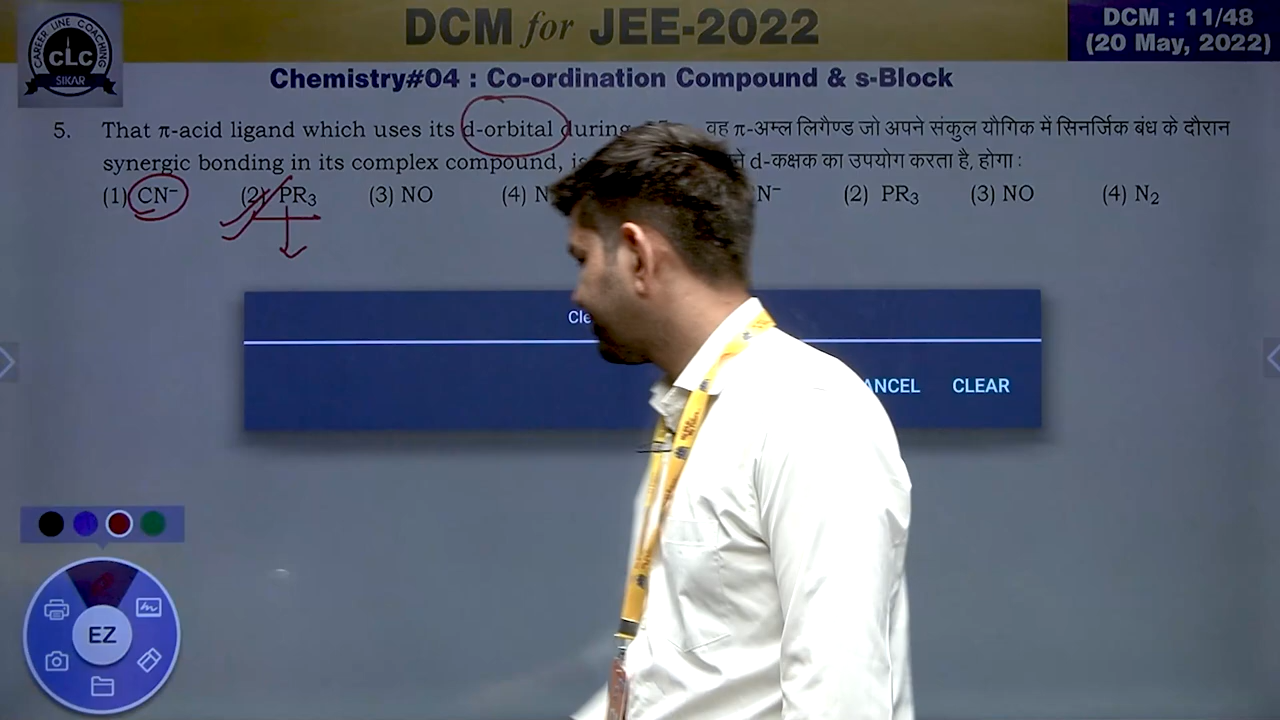 CAREER LINE COACHING
CLC
SIKAR
DCM for JEE-2022
DCM : 11/48
(20 May, 2022)
Chemistry#04 : Co-ordination Compound & s-Block
5. That π-acid ligand which uses its d-orbital during
synergic bonding in its complex compound, is
(1) CN⁻ (2) PR₃ (3) NO (4) N
वह π-अम्ल लिगैण्ड जो अपने संकुल यौगिक में सिनर्जिक बंध के दौरान
d-कक्षक का उपयोग करता है, होगा :
N⁻ (2) PR₃ (3) NO (4) N₂
Cle
ANCEL CLEAR
EZ